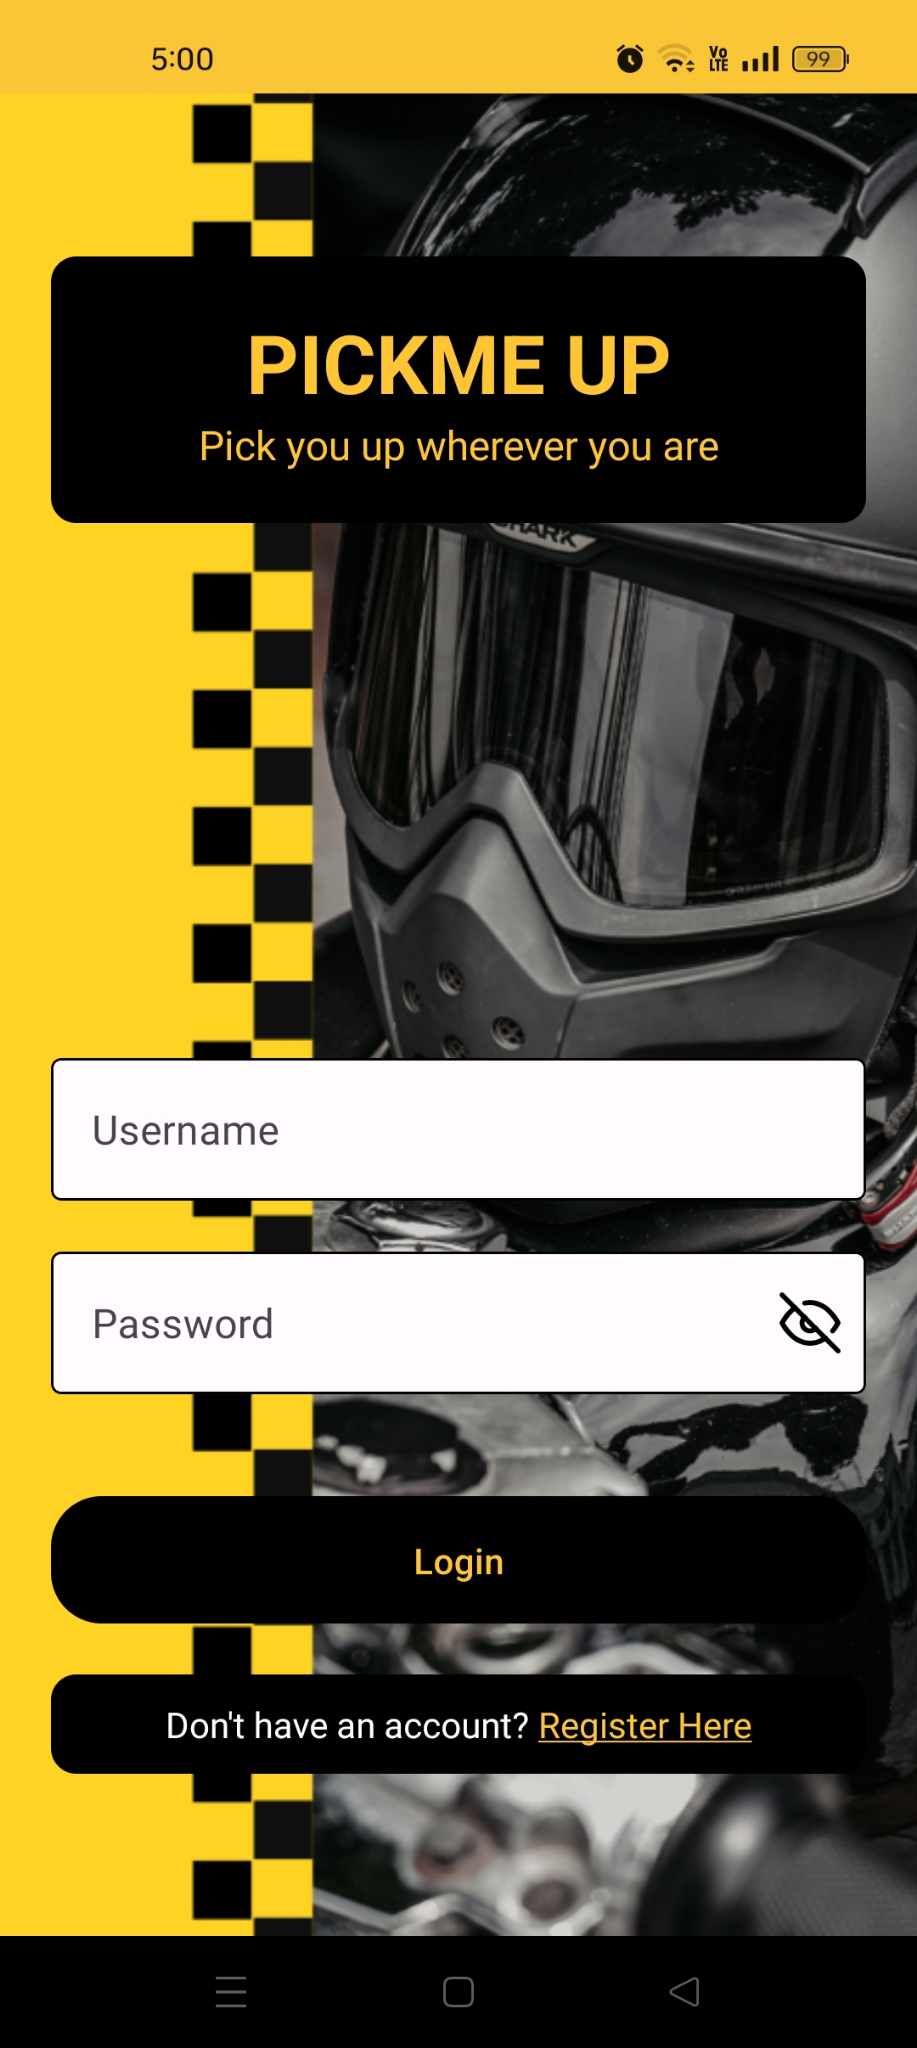 5:00
Vo
LTE
99
PICKME UP
Pick you up wherever you are
SHARK
Username
Password
Login
Don't have an account? Register Here